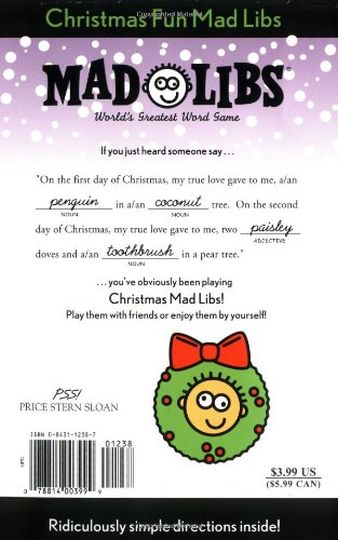 Christmas Fun Mad Libs
MAD LIBS®
World's Greatest Word Game
If you just heard someone say . . .
"On the first day of Christmas, my true love gave to me, a/an
penguin in a/an coconut tree. On the second
NOUN NOUN
day of Christmas, my true love gave to me, two paisley
ADJECTIVE
doves and a/an toothbrush in a pear tree."
NOUN
. . . you've obviously been playing
Christmas Mad Libs!
Play them with friends or enjoy them by yourself!
PSS!
PRICE STERN SLOAN
ISBN 0-8431-1238-7
01238
0 78814 00399 9
$3.99 US
($5.99 CAN)
Ridiculously simple directions inside!